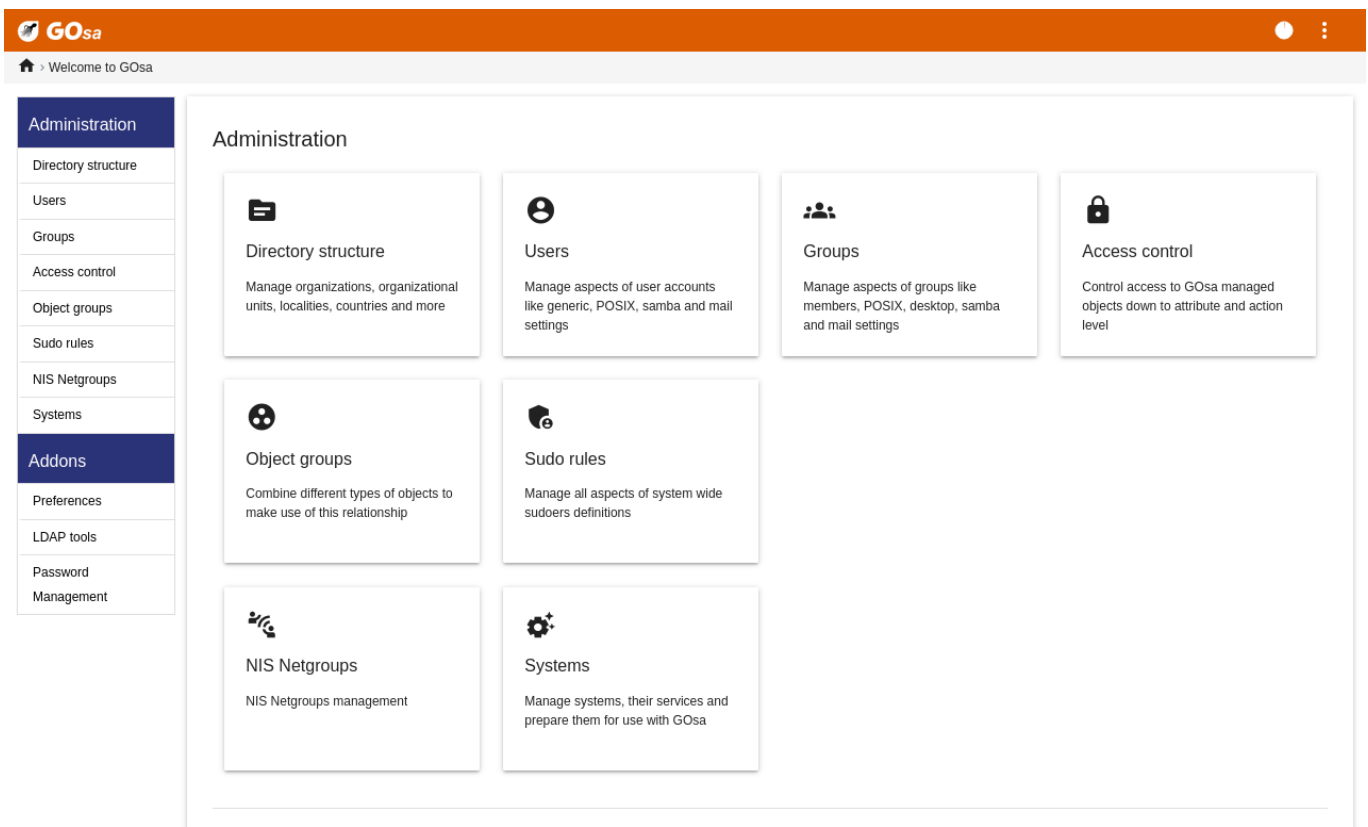 GOsa
› Welcome to GOsa
Administration
Directory structure
Users
Groups
Access control
Object groups
Sudo rules
NIS Netgroups
Systems
Addons
Preferences
LDAP tools
Password
Management
Administration
Directory structure
Manage organizations, organizational
units, localities, countries and more
Users
Manage aspects of user accounts
like generic, POSIX, samba and mail
settings
Groups
Manage aspects of groups like
members, POSIX, desktop, samba
and mail settings
Access control
Control access to GOsa managed
objects down to attribute and action
level
Object groups
Combine different types of objects to
make use of this relationship
Sudo rules
Manage all aspects of system wide
sudoers definitions
NIS Netgroups
NIS Netgroups management
Systems
Manage systems, their services and
prepare them for use with GOsa